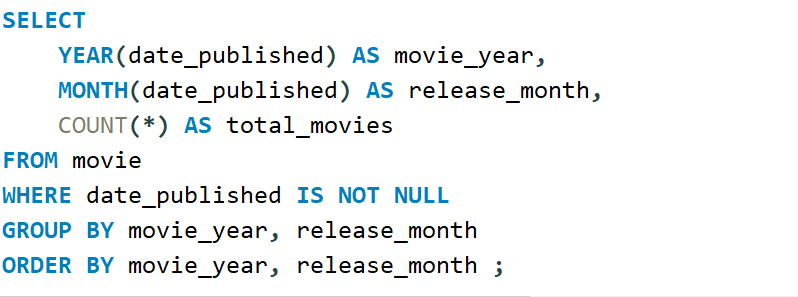 SELECT
    YEAR(date_published) AS movie_year,
    MONTH(date_published) AS release_month,
    COUNT(*) AS total_movies
FROM movie
WHERE date_published IS NOT NULL
GROUP BY movie_year, release_month
ORDER BY movie_year, release_month ;